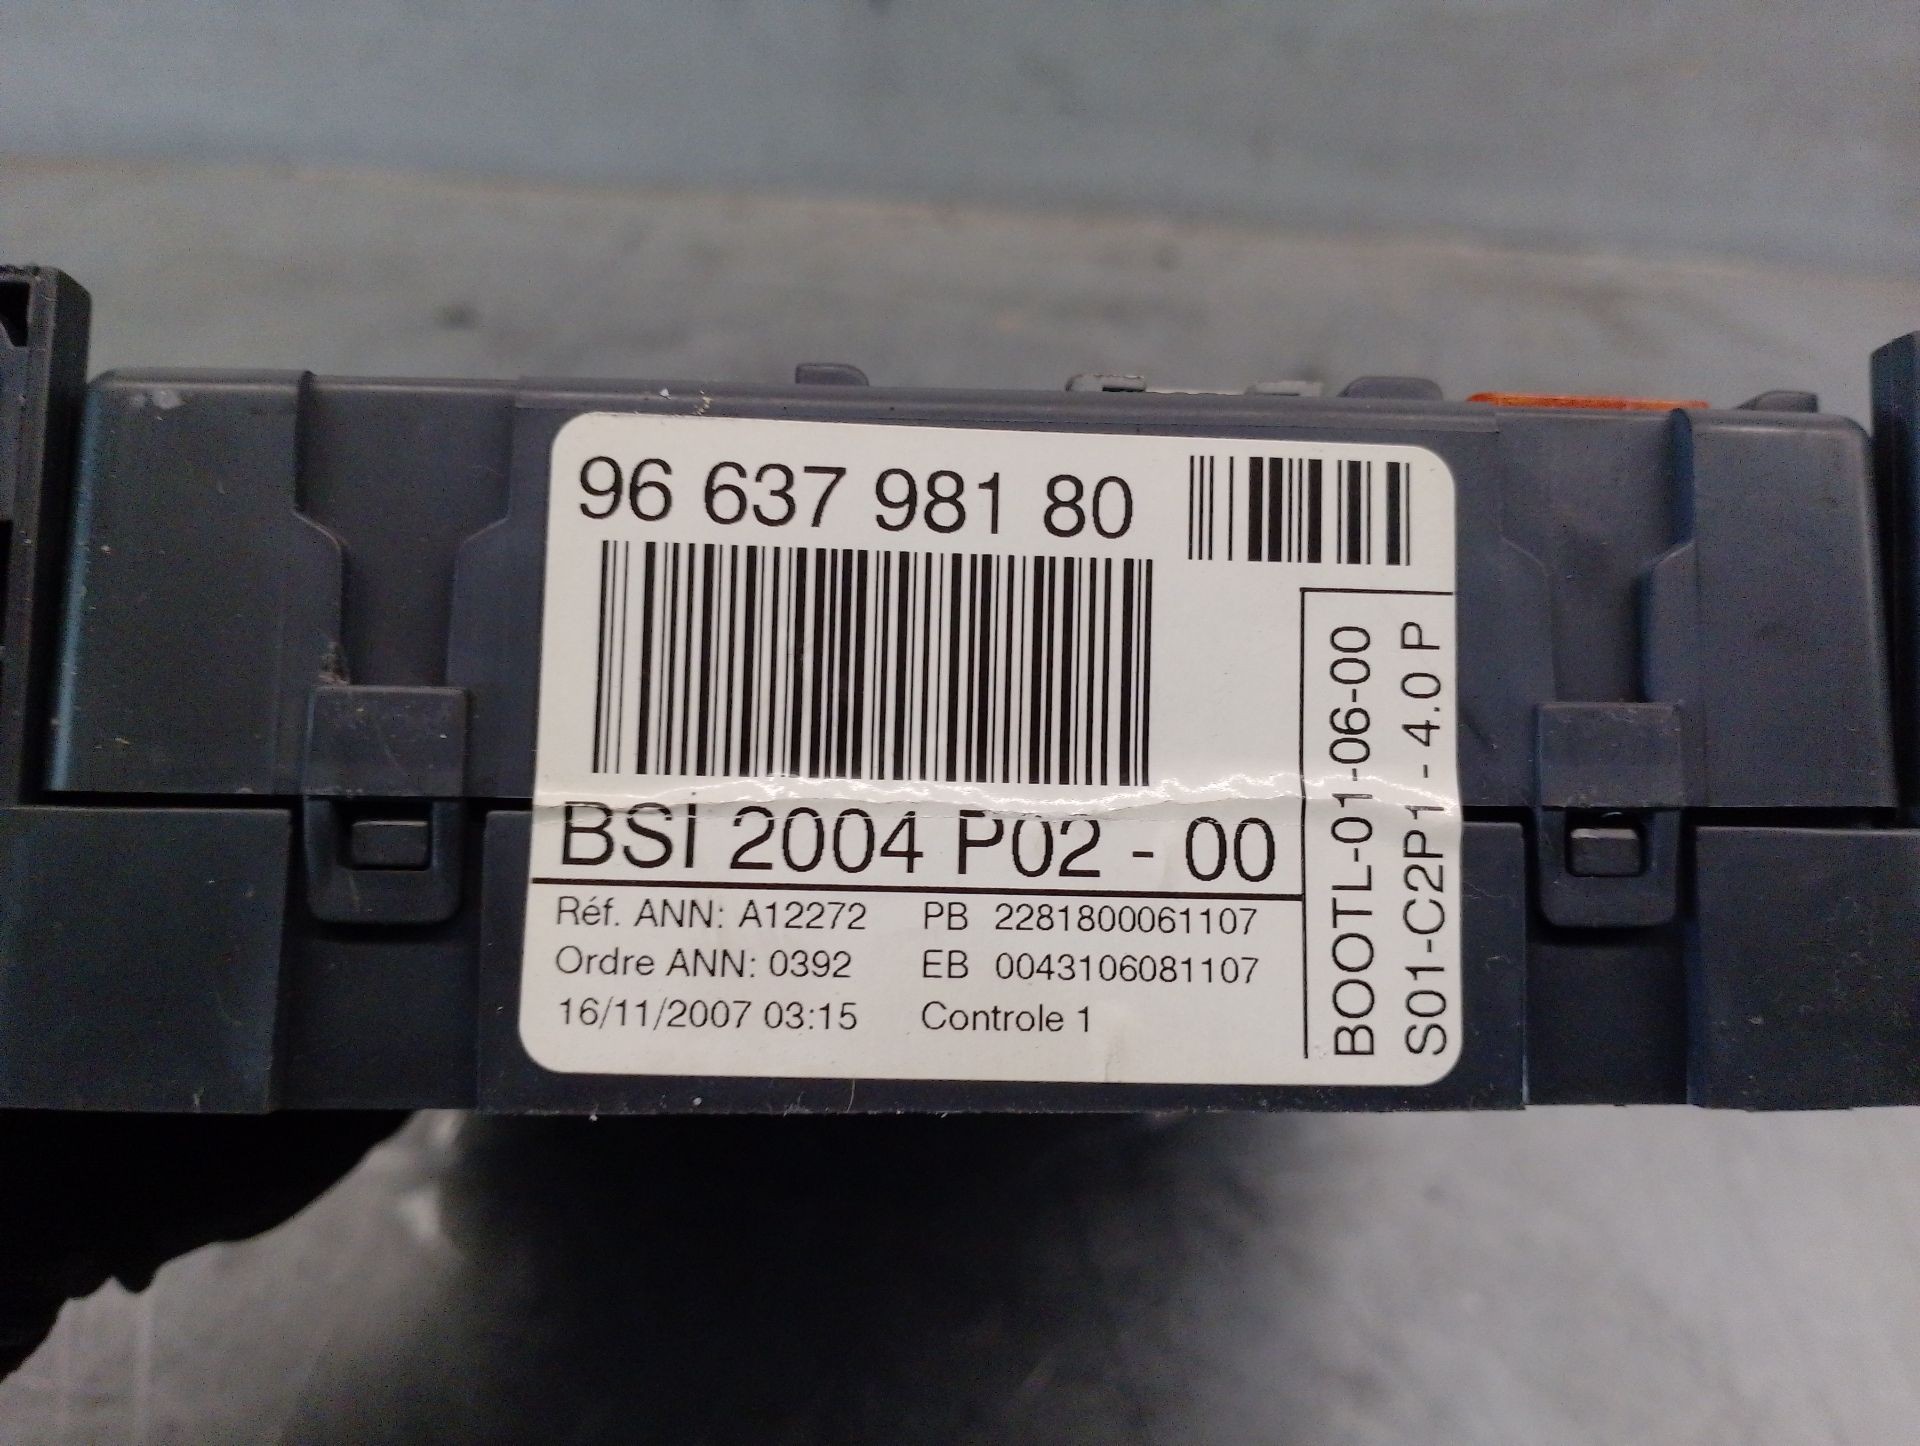 96 637 981 80
BSI 2004 P02 - 00
Réf. ANN: A12272 PB 2281800061107
Ordre ANN: 0392 EB 0043106081107
16/11/2007 03:15 Controle 1
BOOTL-01-06-00
S01-C2P1 - 4.0 P